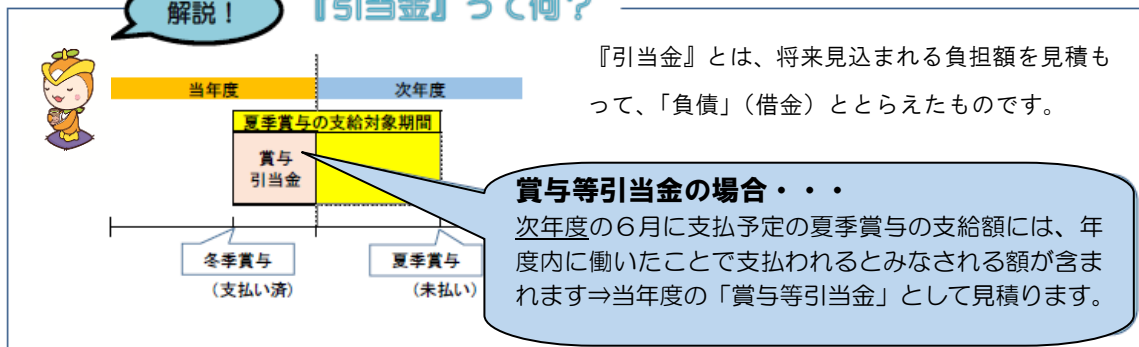 解説！
『引当金』って何？
『引当金』とは、将来見込まれる負担額を見積も
って、「負債」（借金）ととらえたものです。
当年度
次年度
夏季賞与の支給対象期間
賞与
引当金
冬季賞与
（支払い済）
夏季賞与
（未払い）
賞与等引当金の場合・・・
次年度の６月に支払予定の夏季賞与の支給額には、年
度内に働いたことで支払われるとみなされる額が含ま
れます⇒当年度の「賞与等引当金」として見積ります。